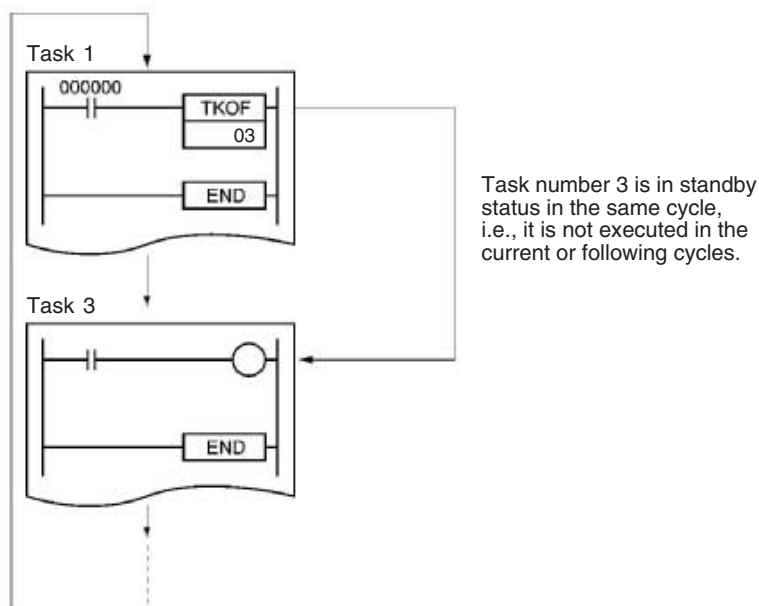 Task 1
000000
TKOF
03
END
Task number 3 is in standby
status in the same cycle,
i.e., it is not executed in the
current or following cycles.
Task 3
END